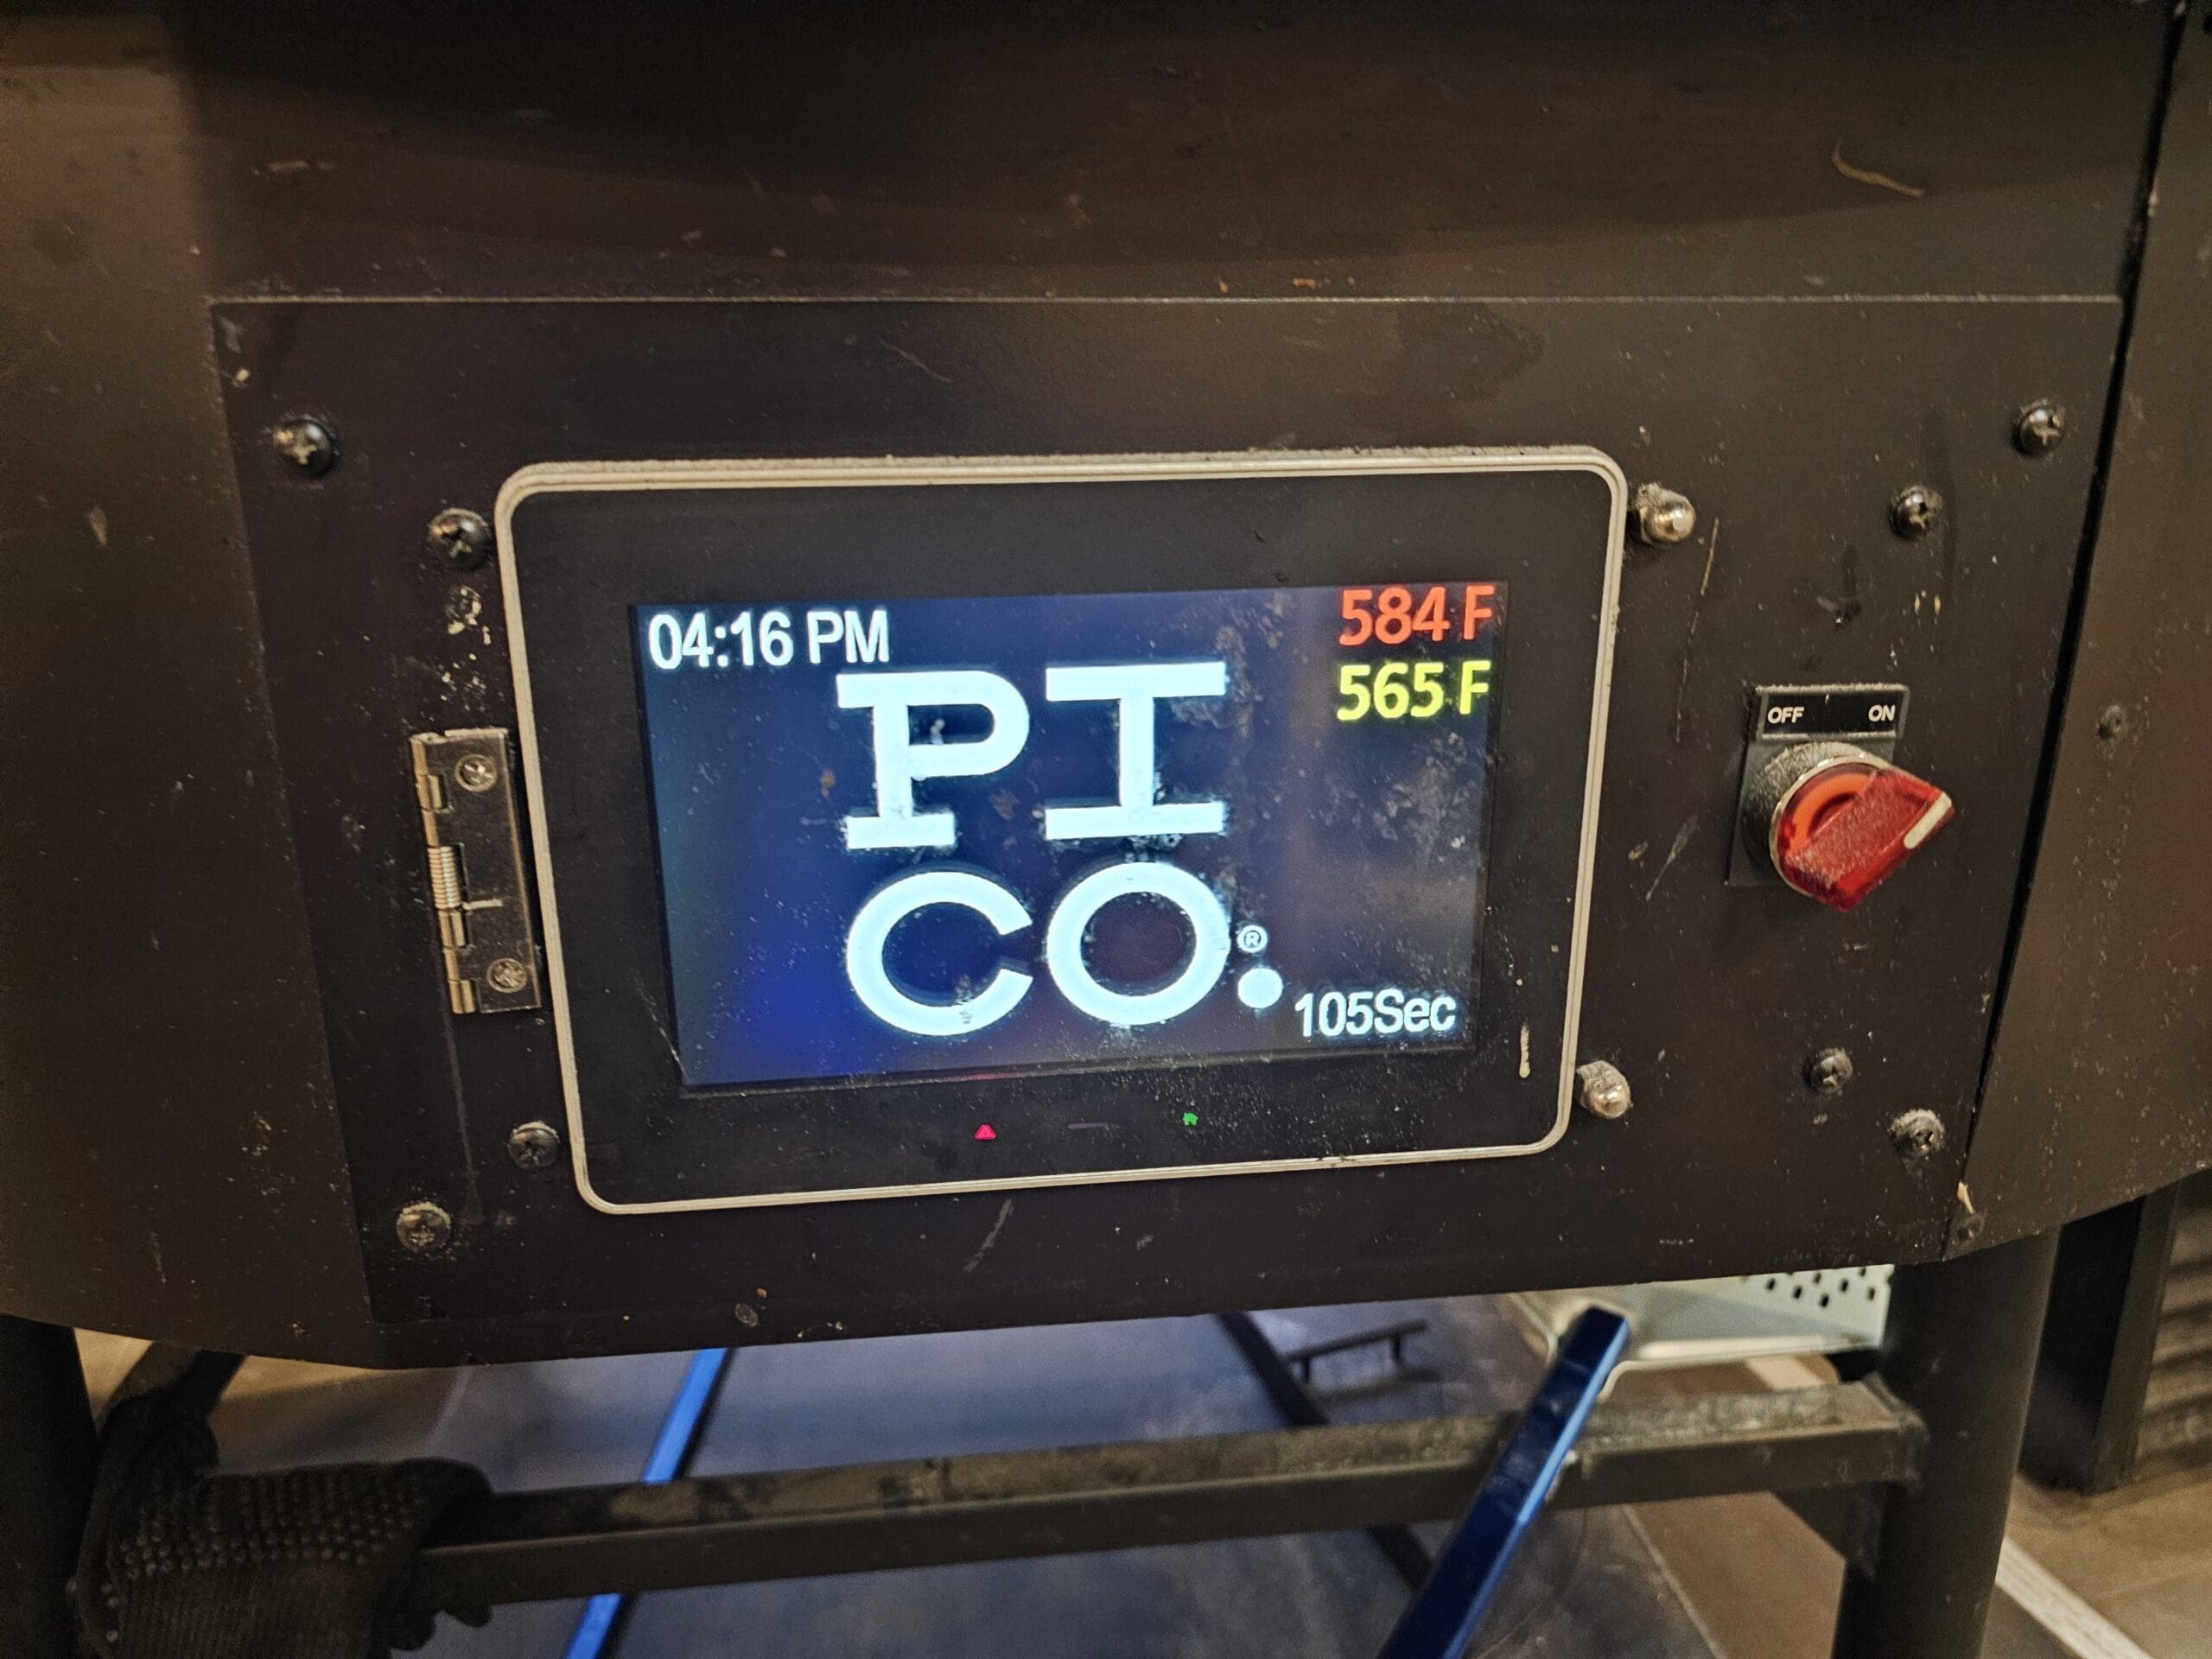 04:16 PM
584 F
565 F
PI
CO.®
105Sec
OFF ON